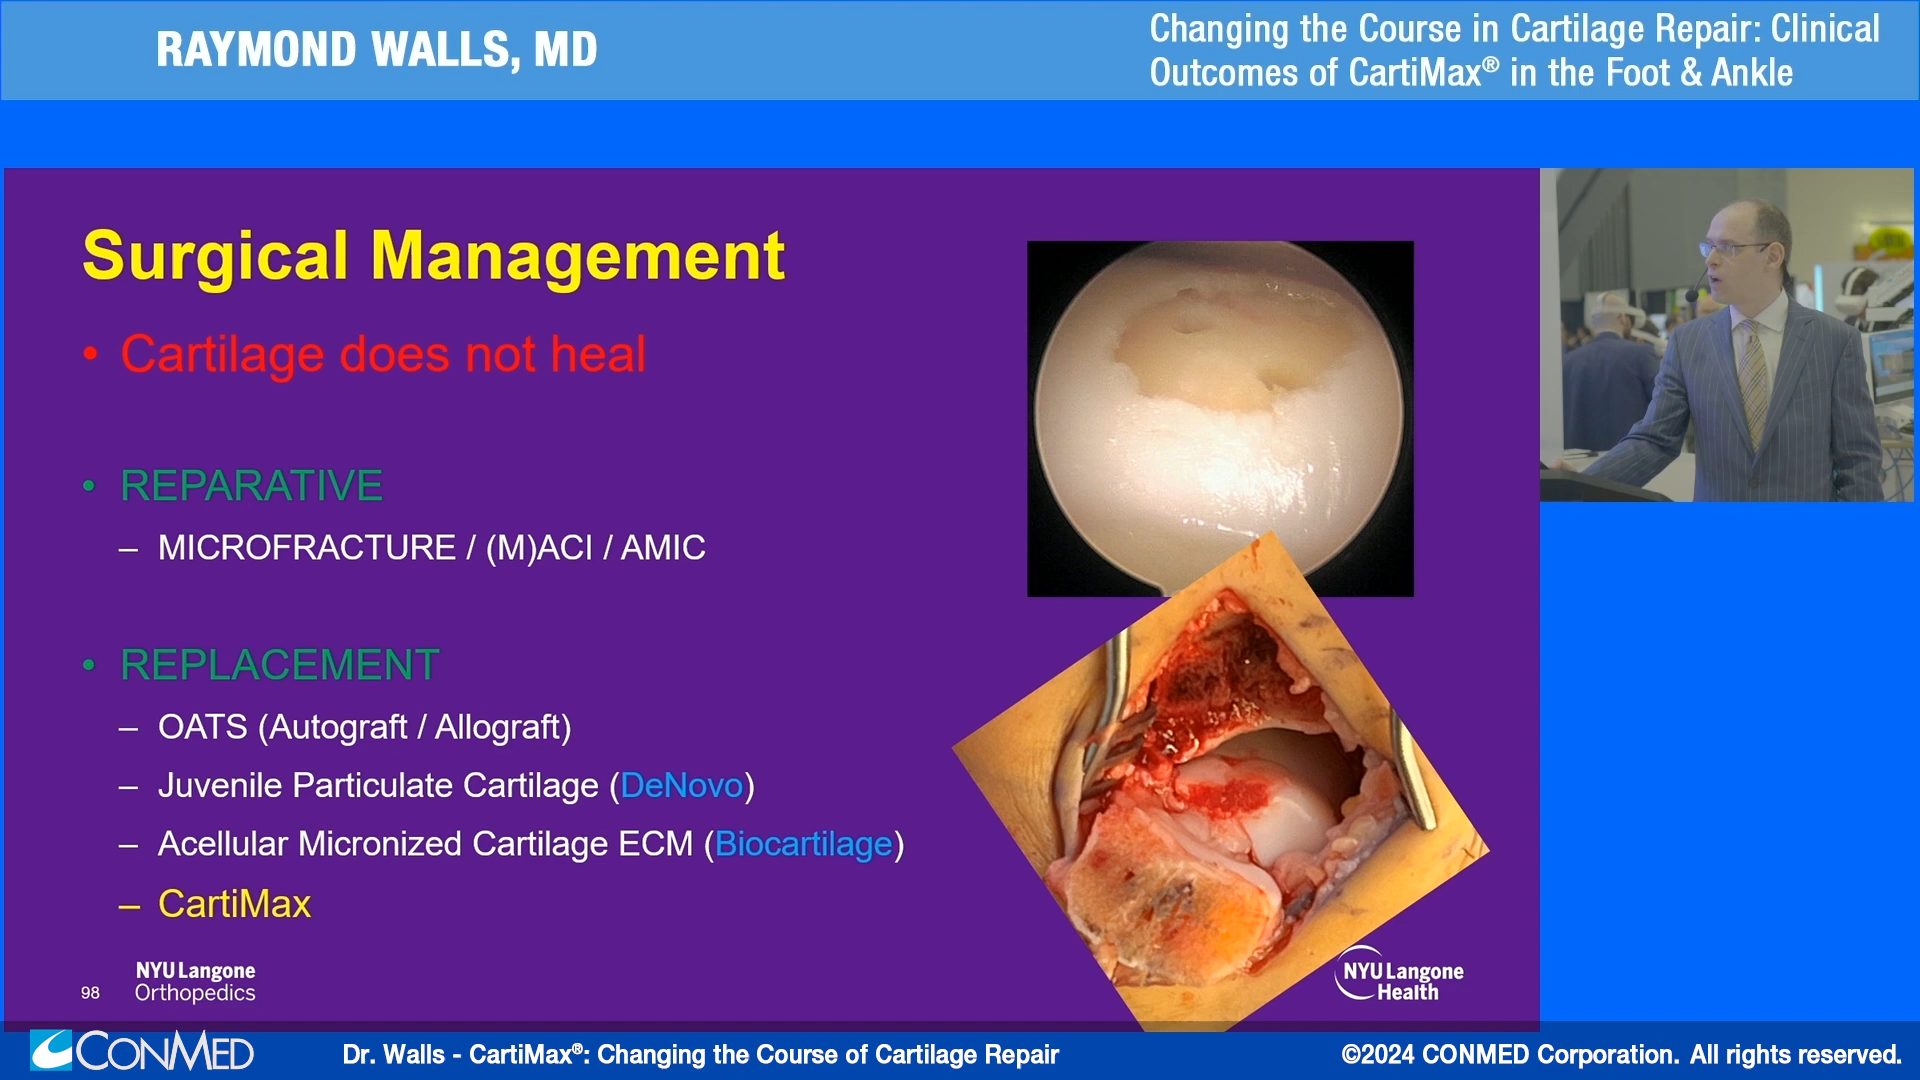 RAYMOND WALLS, MD
Changing the Course in Cartilage Repair: Clinical
Outcomes of CartiMax® in the Foot & Ankle
Surgical Management
• Cartilage does not heal
• REPARATIVE
– MICROFRACTURE / (M)ACI / AMIC
• REPLACEMENT
– OATS (Autograft / Allograft)
– Juvenile Particulate Cartilage (DeNovo)
– Acellular Micronized Cartilage ECM (Biocartilage)
– CartiMax
98
NYU Langone
Orthopedics
NYU Langone
Health
CONMED
Dr. Walls - CartiMax®: Changing the Course of Cartilage Repair
©2024 CONMED Corporation. All rights reserved.